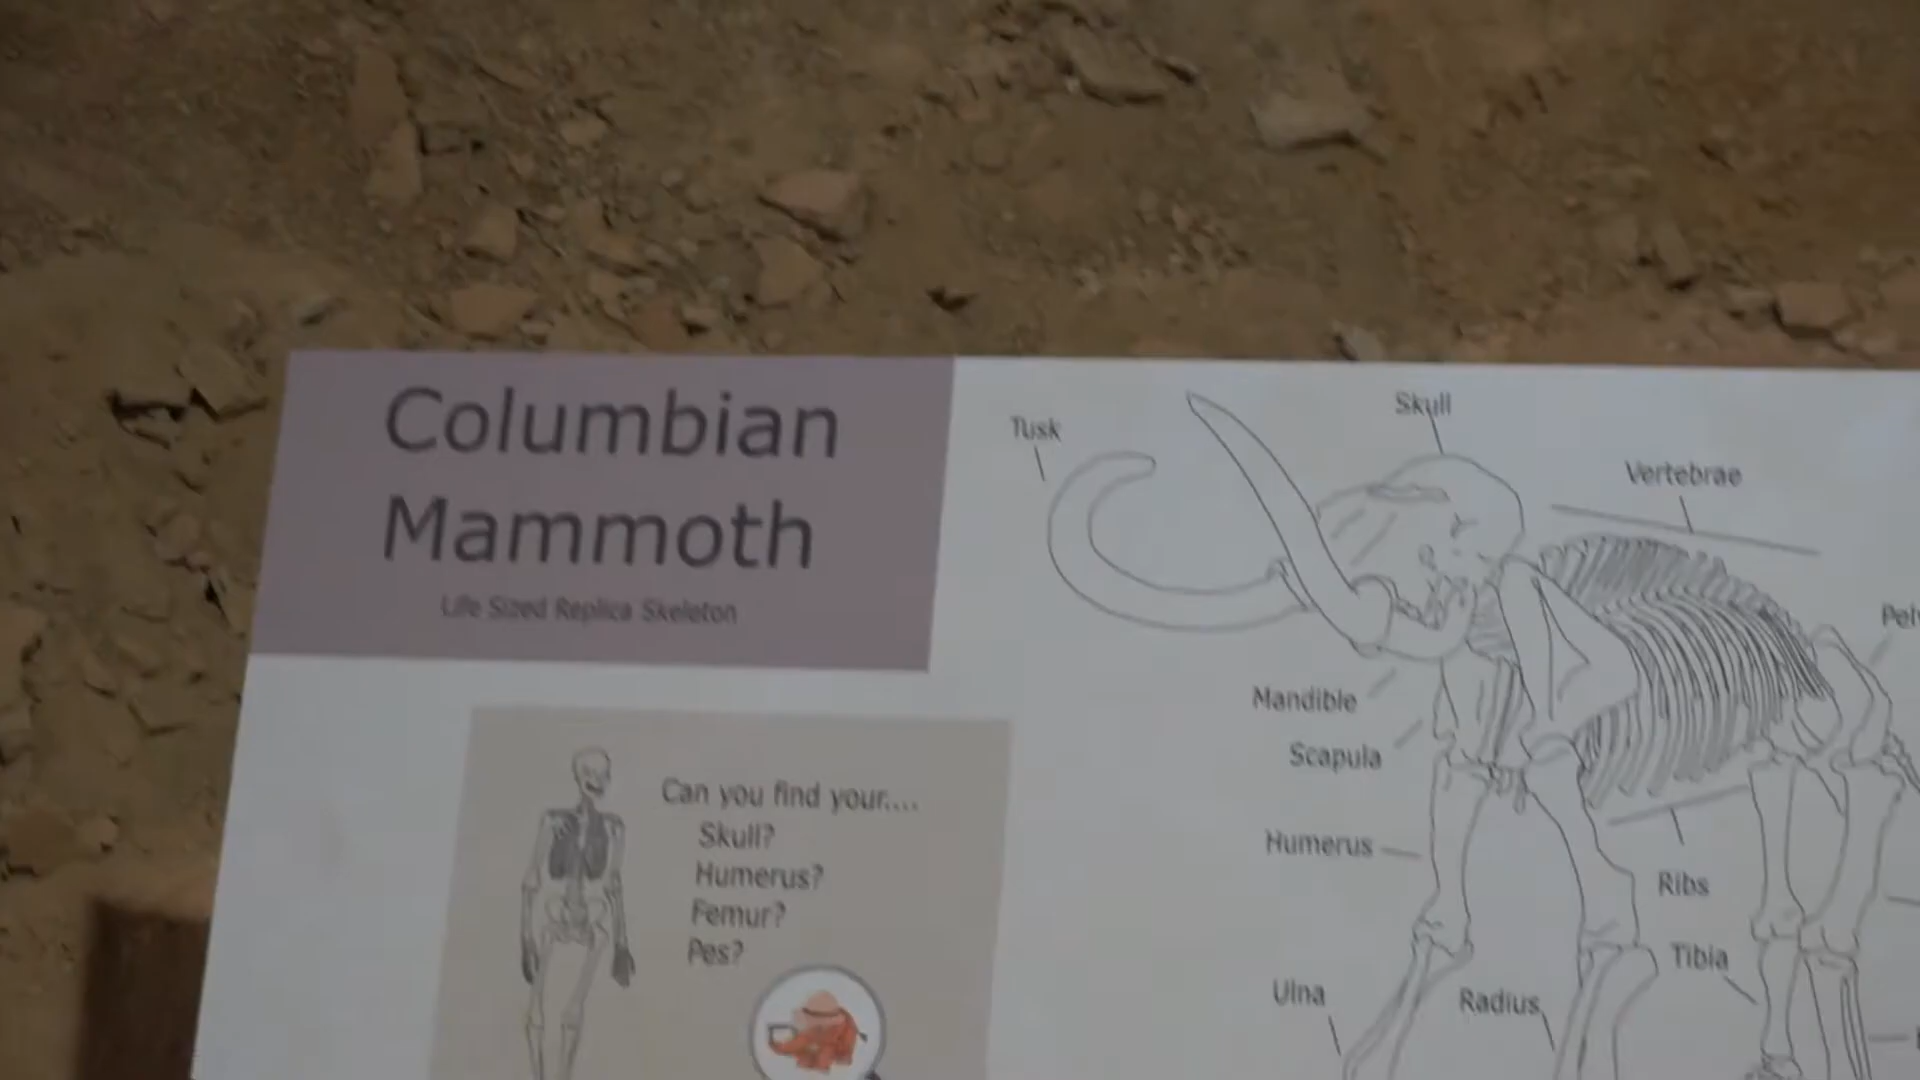 Columbian
Mammoth
Life Sized Replica Skeleton
Can you find your....
Skull?
Humerus?
Femur?
Pes?
Tusk
Skull
Vertebrae
Mandible
Scapula
Humerus
Ribs
Tibia
Ulna
Radius